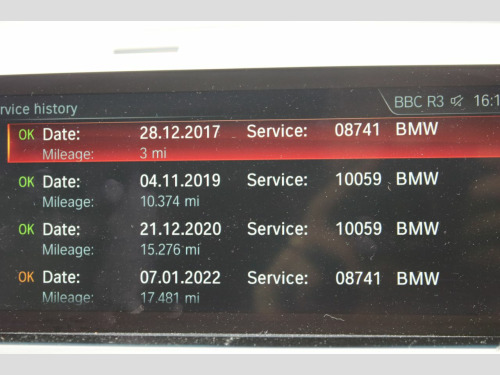 rvice history
BBC R3 16:1
OK Date: 28.12.2017 Service: 08741 BMW
Mileage: 3 mi
OK Date: 04.11.2019 Service: 10059 BMW
Mileage: 10.374 mi
OK Date: 21.12.2020 Service: 10059 BMW
Mileage: 15.276 mi
OK Date: 07.01.2022 Service: 08741 BMW
Mileage: 17.481 mi